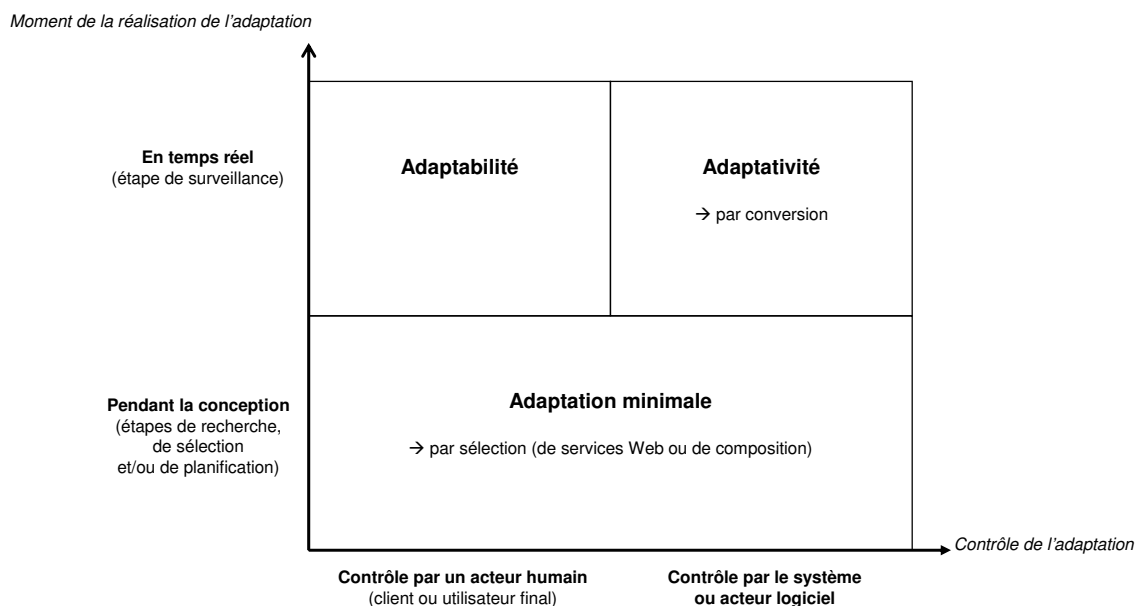 Moment de la réalisation de l’adaptation
En temps réel
(étape de surveillance)
Adaptabilité
Adaptativité
→ par conversion
Pendant la conception
(étapes de recherche,
de sélection
et/ou de planification)
Adaptation minimale
→ par sélection (de services Web ou de composition)
Contrôle de l’adaptation
Contrôle par un acteur humain
(client ou utilisateur final)
Contrôle par le système
ou acteur logiciel